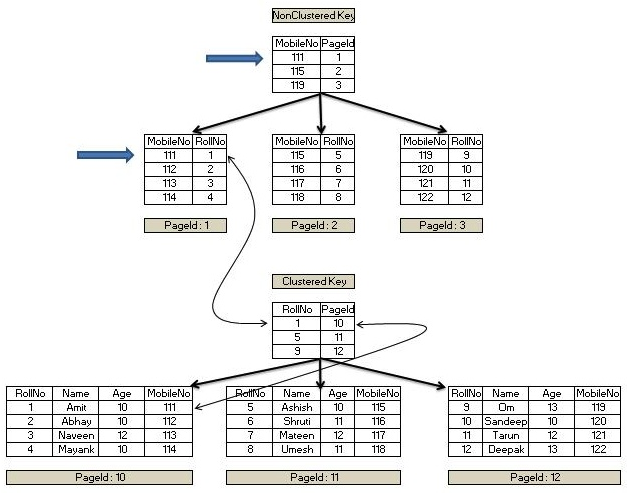 NonClustered Key
MobileNo PageId
111 1
115 2
119 3
MobileNo RollNo MobileNo RollNo MobileNo RollNo
111 1 115 5 119 9
112 2 116 6 120 10
113 3 117 7 121 11
114 4 118 8 122 12
PageId : 1 PageId : 2 PageId : 3
Clustered Key
RollNo PageId
1 10
5 11
9 12
RollNo Name Age MobileNo RollNo Name Age MobileNo RollNo Name Age MobileNo
1 Amit 10 111 5 Ashish 10 115 9 Om 13 119
2 Abhay 10 112 6 Shruti 11 116 10 Sandeep 10 120
3 Naveen 12 113 7 Mateen 12 117 11 Tarun 12 121
4 Mayank 10 114 8 Umesh 11 118 12 Deepak 13 122
PageId : 10 PageId : 11 PageId : 12